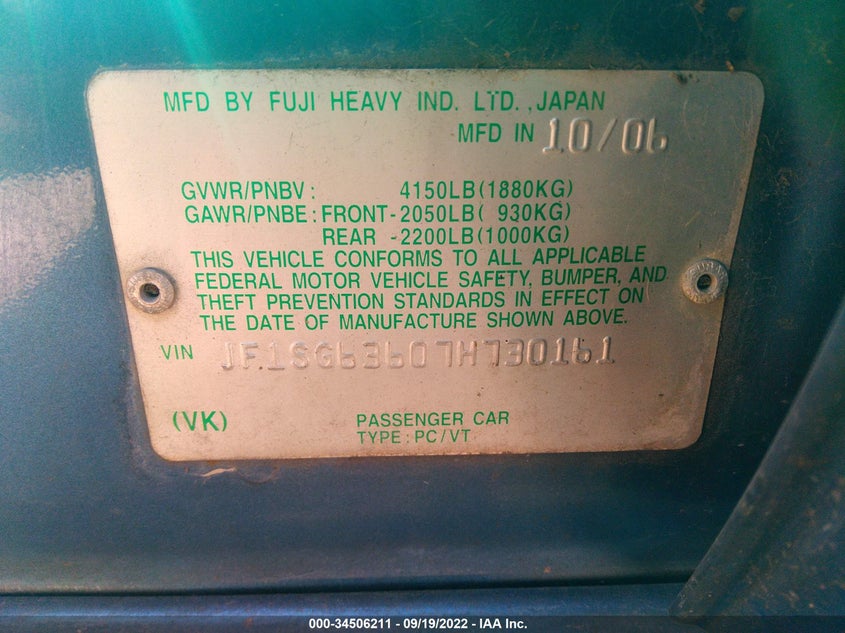 MFD BY FUJI HEAVY IND. LTD., JAPAN
MFD IN 10/06
GVWR/PNBV: 4150LB(1880KG)
GAWR/PNBE: FRONT-2050LB( 930KG)
REAR -2200LB(1000KG)
THIS VEHICLE CONFORMS TO ALL APPLICABLE
FEDERAL MOTOR VEHICLE SAFETY, BUMPER, AND
THEFT PREVENTION STANDARDS IN EFFECT ON
THE DATE OF MANUFACTURE SHOWN ABOVE.
VIN JF1SG63607H730161
(VK) PASSENGER CAR
TYPE: PC/VT
000-34506211 - 09/19/2022 - IAA Inc.